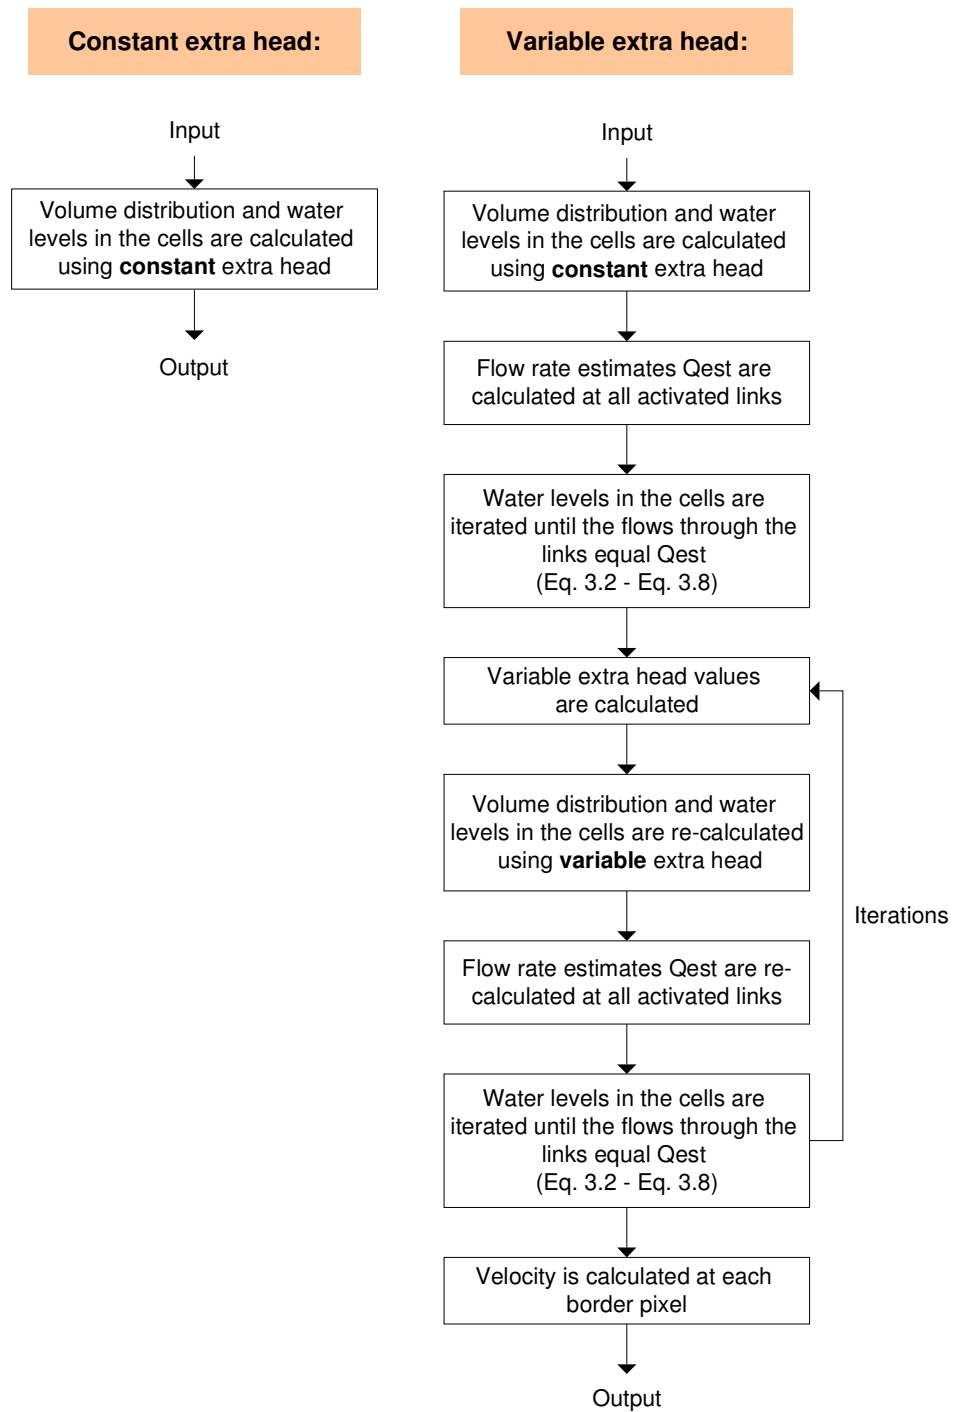 Constant extra head:
Input
Volume distribution and water
levels in the cells are calculated
using constant extra head
Output
Variable extra head:
Input
Volume distribution and water
levels in the cells are calculated
using constant extra head
Flow rate estimates Qest are
calculated at all activated links
Water levels in the cells are
iterated until the flows through the
links equal Qest
(Eq. 3.2 - Eq. 3.8)
Variable extra head values
are calculated
Volume distribution and water
levels in the cells are re-calculated
using variable extra head
Iterations
Flow rate estimates Qest are re-
calculated at all activated links
Water levels in the cells are
iterated until the flows through the
links equal Qest
(Eq. 3.2 - Eq. 3.8)
Velocity is calculated at each
border pixel
Output